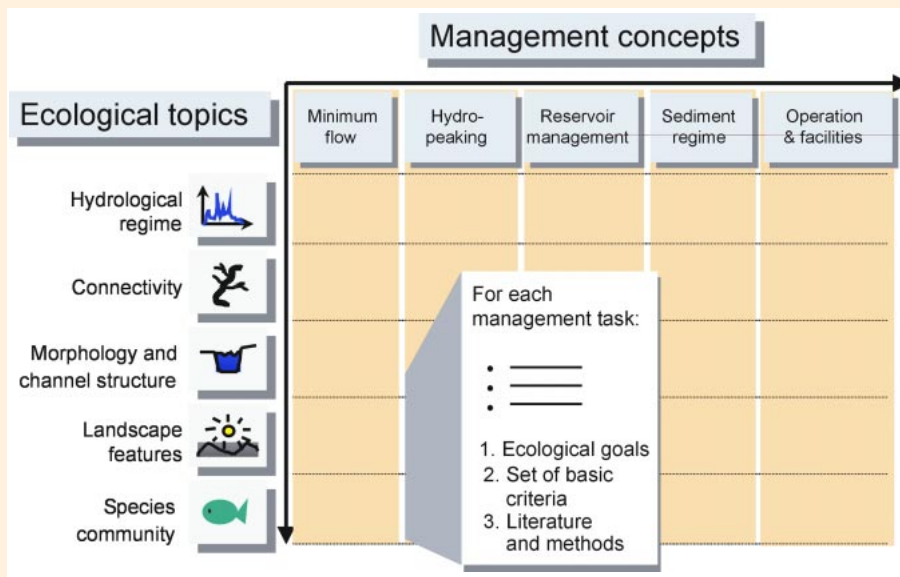 Management concepts
Ecological topics
Minimum
flow
Hydro-
peaking
Reservoir
management
Sediment
regime
Operation
& facilities
Hydrological
regime
Connectivity
Morphology and
channel structure
Landscape
features
Species
community
For each
management task:
1. Ecological goals
2. Set of basic
criteria
3. Literature
and methods